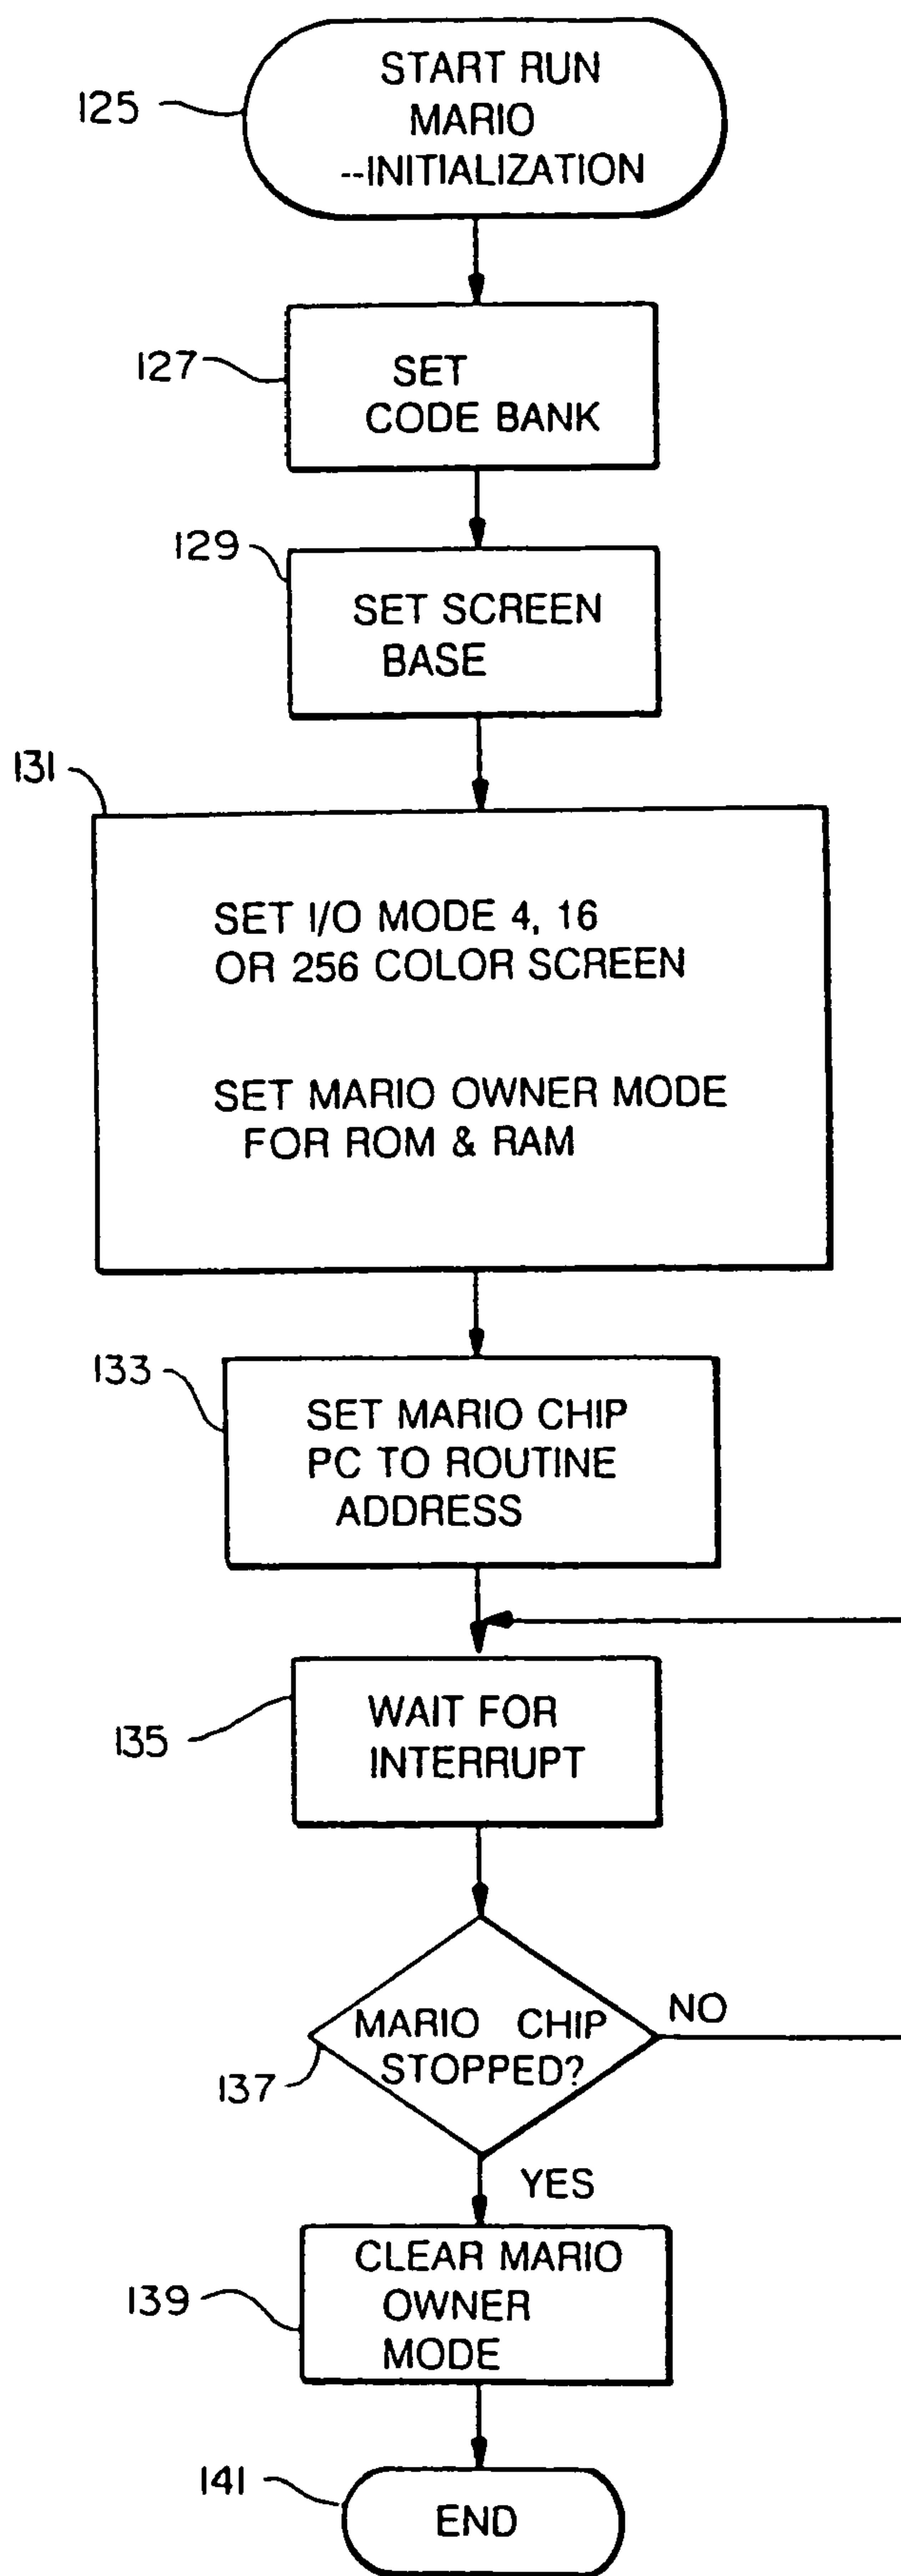 125
START RUN
MARIO
--INITIALIZATION
127
SET
CODE BANK
129
SET SCREEN
BASE
131
SET I/O MODE 4, 16
OR 256 COLOR SCREEN
SET MARIO OWNER MODE
FOR ROM & RAM
133
SET MARIO CHIP
PC TO ROUTINE
ADDRESS
135
WAIT FOR
INTERRUPT
137
MARIO CHIP
STOPPED?
NO
YES
139
CLEAR MARIO
OWNER
MODE
141
END